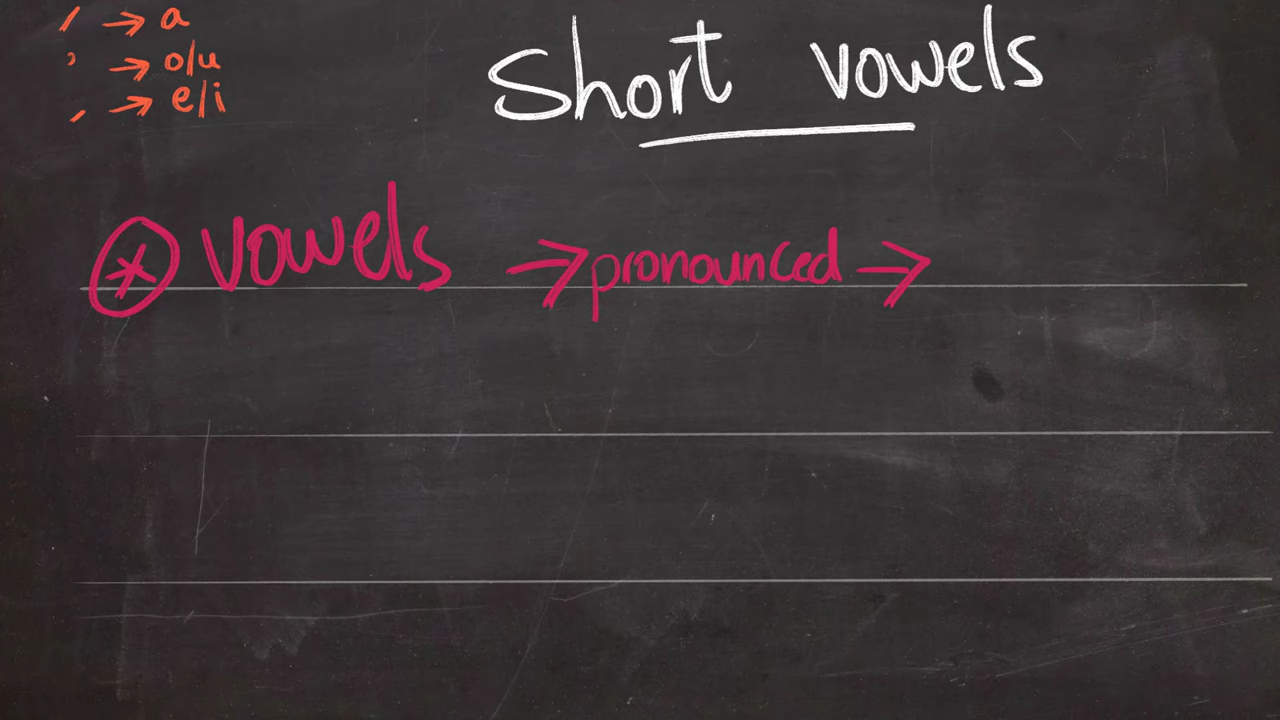 َ → a
ُ → o/u
ِ → e/i
Short vowels
* vowels → pronounced →